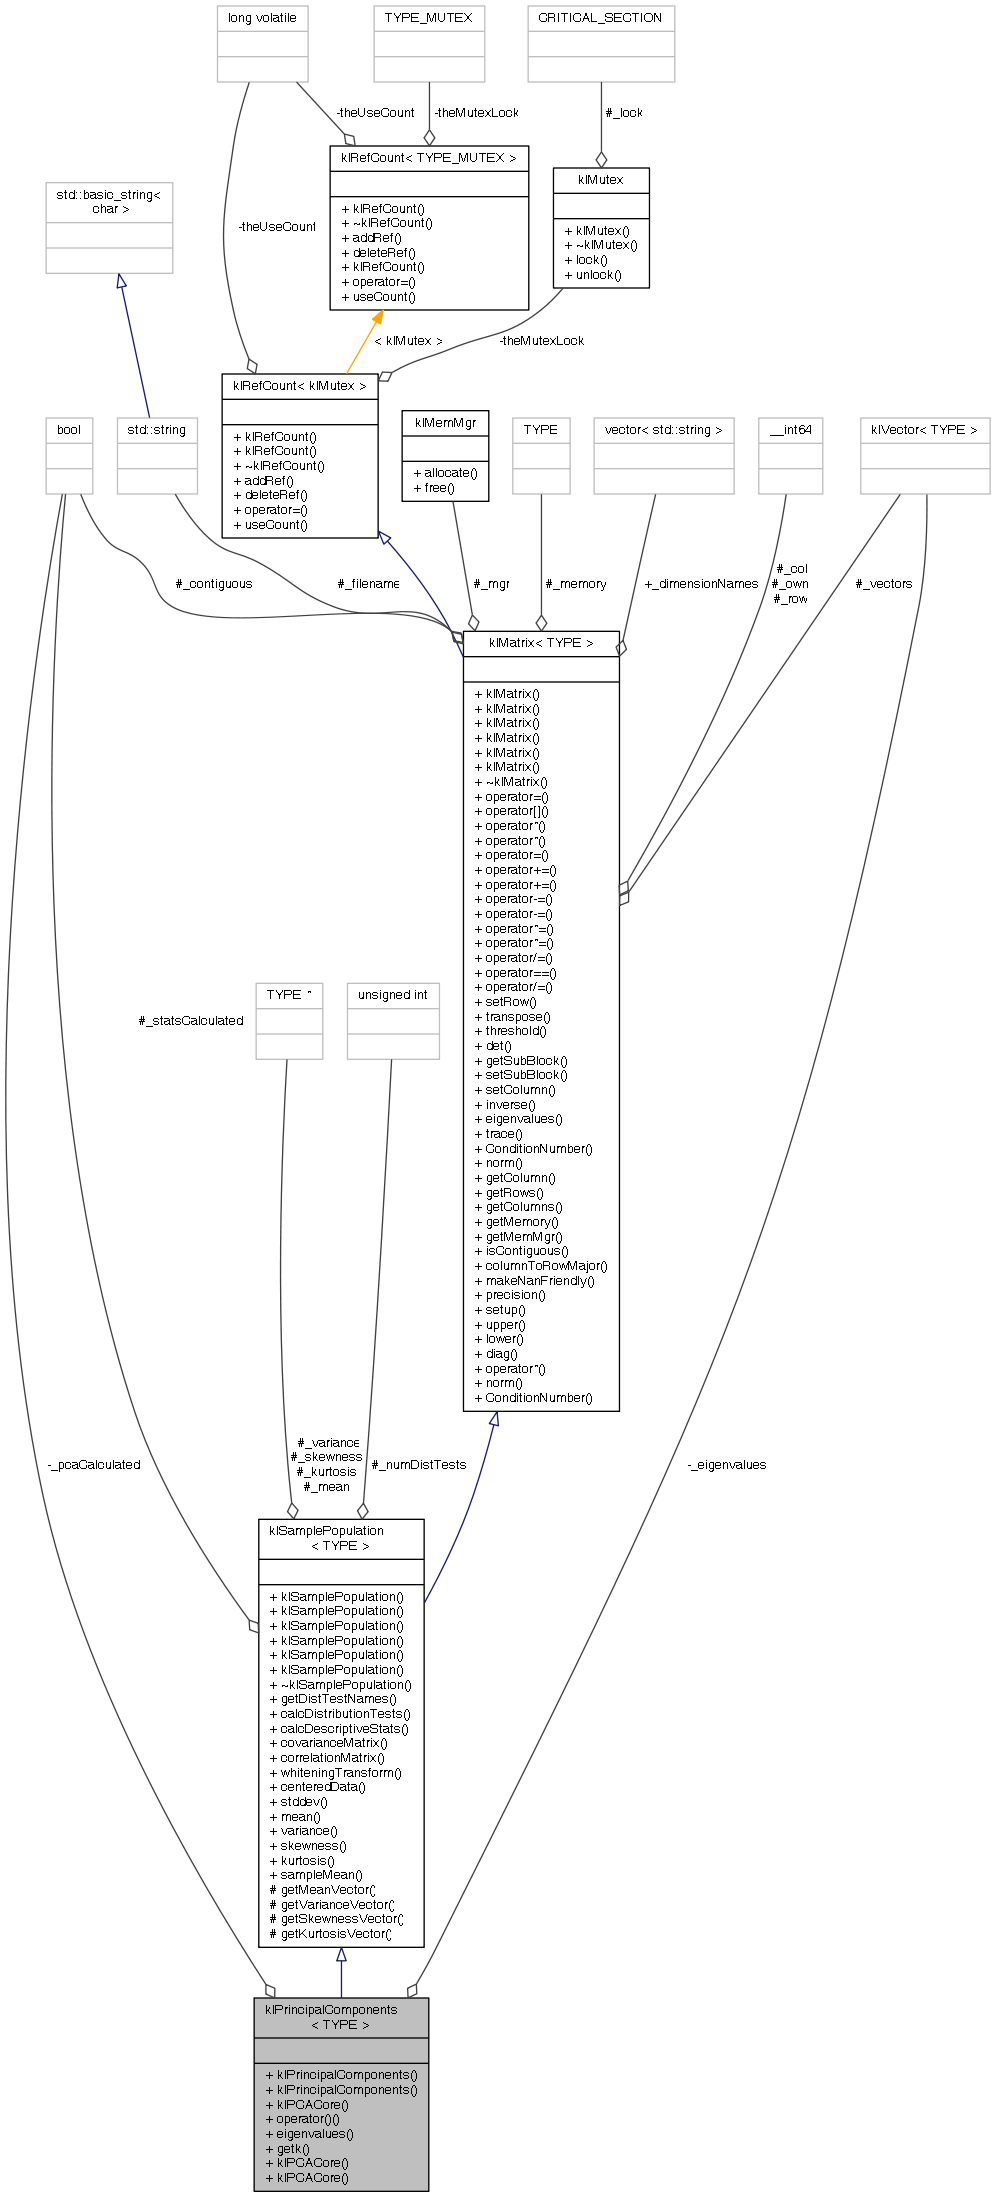 long volatile
TYPE_MUTEX
CRITICAL_SECTION
-theUseCount
-theMutexLock
#_lock
klRefCount< TYPE_MUTEX >
+ klRefCount()
+ ~klRefCount()
+ addRef()
+ deleteRef()
+ klRefCount()
+ operator=()
+ useCount()
klMutex
+ klMutex()
+ ~klMutex()
+ lock()
+ unlock()
std::basic_string<
char >
-theUseCount
< klMutex >
-theMutexLock
klRefCount< klMutex >
+ klRefCount()
+ klRefCount()
+ ~klRefCount()
+ addRef()
+ deleteRef()
+ operator=()
+ useCount()
bool
std::string
klMemMgr
+ allocate()
+ free()
TYPE
vector< std::string >
__int64
klVector< TYPE >
#_contiguous
#_filename
#_mgr
#_memory
+_dimensionNames
#_col
#_own
#_row
#_vectors
klMatrix< TYPE >
+ klMatrix()
+ klMatrix()
+ klMatrix()
+ klMatrix()
+ klMatrix()
+ klMatrix()
+ ~klMatrix()
+ operator=()
+ operator[]()
+ operator*()
+ operator*()
+ operator=()
+ operator+=()
+ operator+=()
+ operator-=()
+ operator-=()
+ operator*=()
+ operator*=()
+ operator/=()
+ operator==()
+ operator/=()
+ setRow()
+ transpose()
+ threshold()
+ det()
+ getSubBlock()
+ setSubBlock()
+ setColumn()
+ inverse()
+ eigenvalues()
+ trace()
+ ConditionNumber()
+ norm()
+ getColumn()
+ getRows()
+ getColumns()
+ getMemory()
+ getMemMgr()
+ isContiguous()
+ columnToRowMajor()
+ makeNanFriendly()
+ precision()
+ setup()
+ upper()
+ lower()
+ diag()
+ operator*()
+ norm()
+ ConditionNumber()
TYPE *
unsigned int
#_statsCalculated
#_variance
#_skewness
#_kurtosis
#_mean
#_numDistTests
-_pcaCalculated
-_eigenvalues
klSamplePopulation
< TYPE >
+ klSamplePopulation()
+ klSamplePopulation()
+ klSamplePopulation()
+ klSamplePopulation()
+ klSamplePopulation()
+ klSamplePopulation()
+ ~klSamplePopulation()
+ getDistTestNames()
+ calcDistributionTests()
+ calcDescriptiveStats()
+ covarianceMatrix()
+ correlationMatrix()
+ whiteningTransform()
+ centeredData()
+ stddev()
+ mean()
+ variance()
+ skewness()
+ kurtosis()
+ sampleMean()
# getMeanVector()
# getVarianceVector()
# getSkewnessVector()
# getKurtosisVector()
klPrincipalComponents
< TYPE >
+ klPrincipalComponents()
+ klPrincipalComponents()
+ klPCACore()
+ operator()()
+ eigenvalues()
+ getk()
+ klPCACore()
+ klPCACore()